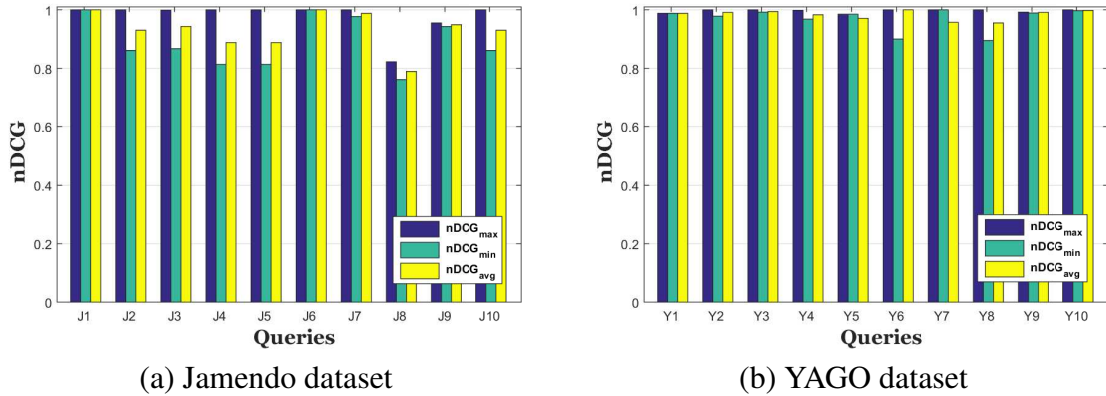 nDCG
1
0.8
0.6
0.4
0.2
0
nDCGmax
nDCGmin
nDCGavg
J1 J2 J3 J4 J5 J6 J7 J8 J9 J10
Queries
(a) Jamendo dataset
nDCG
1
0.8
0.6
0.4
0.2
0
nDCGmax
nDCGmin
nDCGavg
Y1 Y2 Y3 Y4 Y5 Y6 Y7 Y8 Y9 Y10
Queries
(b) YAGO dataset